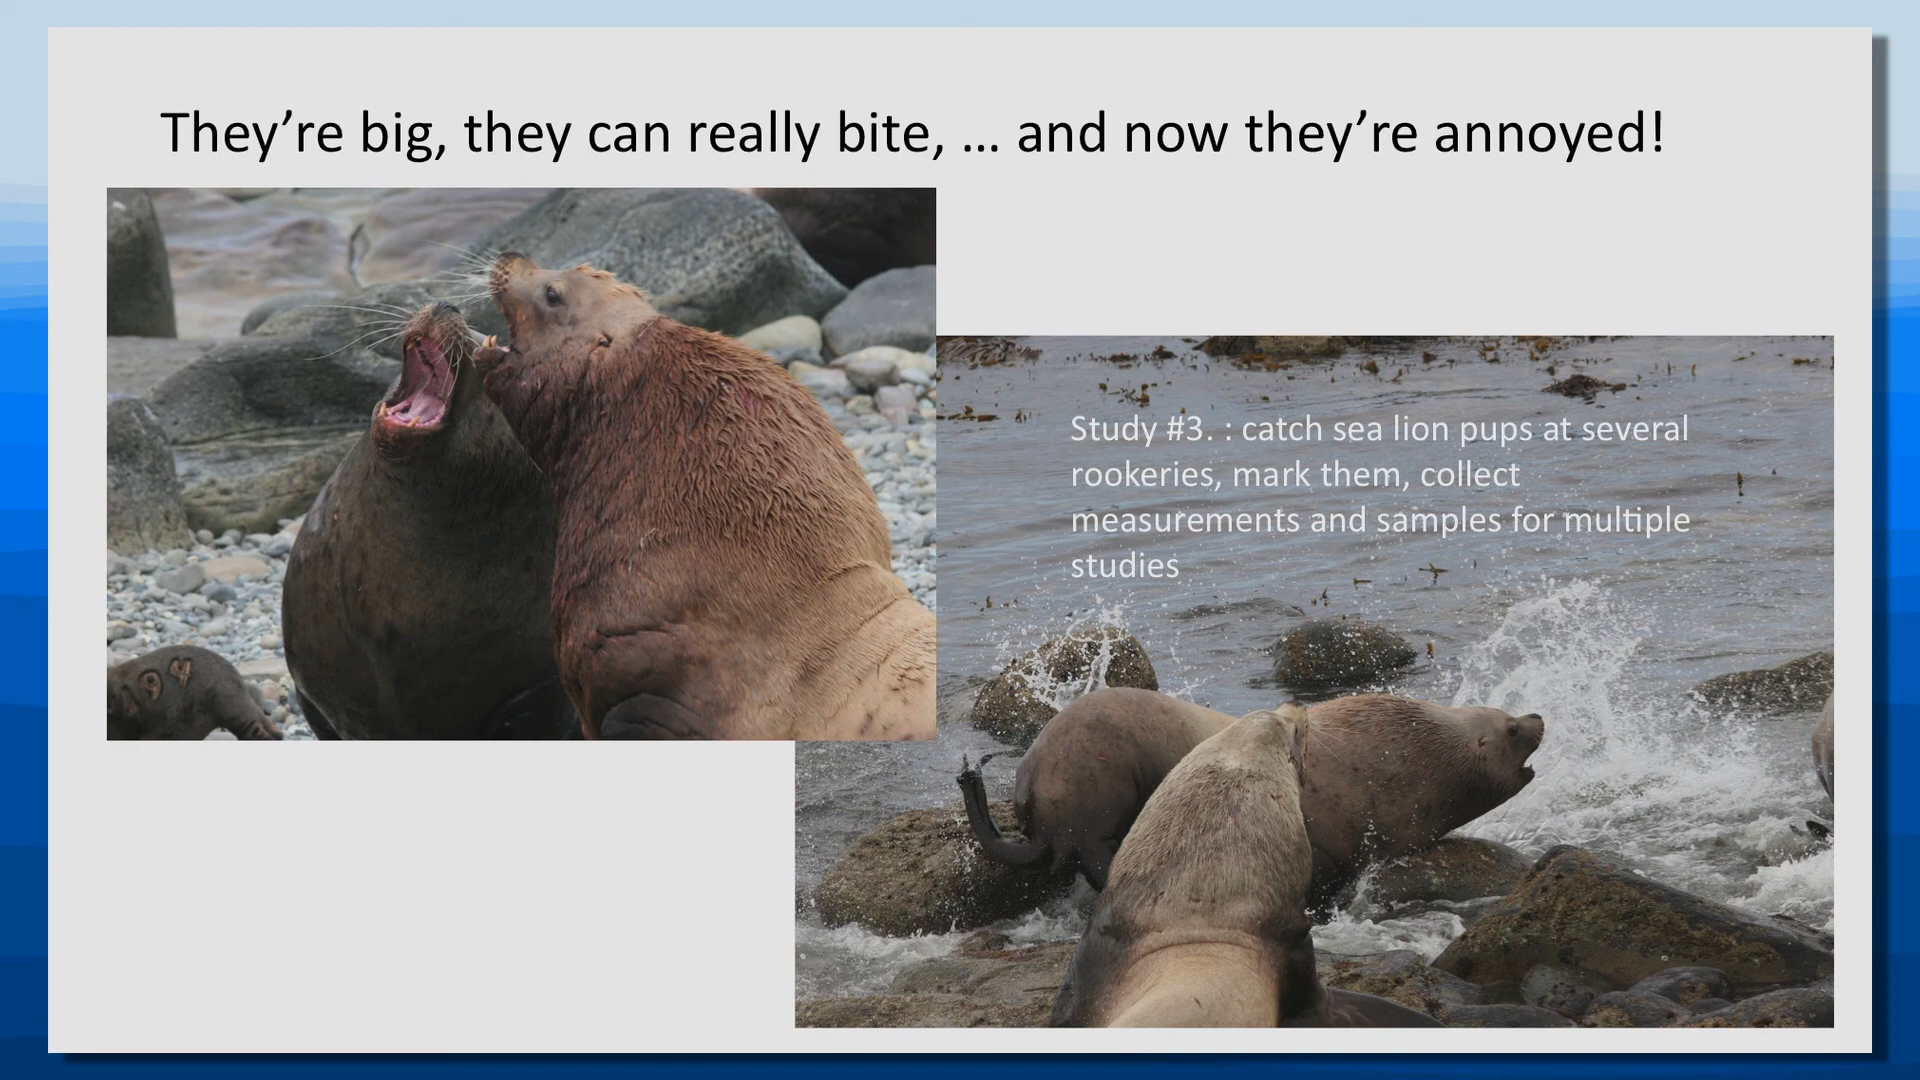 They’re big, they can really bite, … and now they’re annoyed!
Study #3. : catch sea lion pups at several
rookeries, mark them, collect
measurements and samples for multiple
studies
94